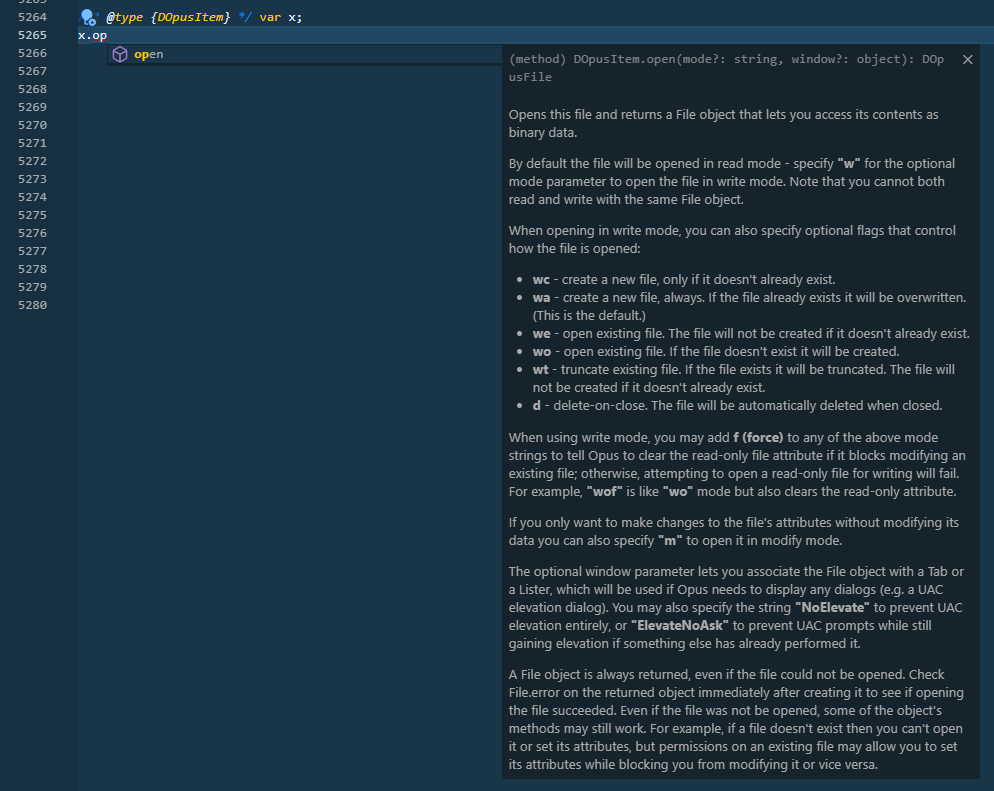 5263
5264 @type {DOpusItem} */ var x;
5265 x.op
5266 open
5267
5268
5269
5270
5271
5272
5273
5274
5275
5276
5277
5278
5279
5280
(method) DOpusItem.open(mode?: string, window?: object): DOp
usFile
Opens this file and returns a File object that lets you access its contents as
binary data.
By default the file will be opened in read mode - specify "w" for the optional
mode parameter to open the file in write mode. Note that you cannot both
read and write with the same File object.
When opening in write mode, you can also specify optional flags that control
how the file is opened:
• wc - create a new file, only if it doesn't already exist.
• wa - create a new file, always. If the file already exists it will be overwritten.
(This is the default.)
• we - open existing file. The file will not be created if it doesn't already exist.
• wo - open existing file. If the file doesn't exist it will be created.
• wt - truncate existing file. If the file exists it will be truncated. The file will
not be created if it doesn't already exist.
• d - delete-on-close. The file will be automatically deleted when closed.
When using write mode, you may add f (force) to any of the above mode
strings to tell Opus to clear the read-only file attribute if it blocks modifying an
existing file; otherwise, attempting to open a read-only file for writing will fail.
For example, "wof" is like "wo" mode but also clears the read-only attribute.
If you only want to make changes to the file's attributes without modifying its
data you can also specify "m" to open it in modify mode.
The optional window parameter lets you associate the File object with a Tab or
a Lister, which will be used if Opus needs to display any dialogs (e.g. a UAC
elevation dialog). You may also specify the string "NoElevate" to prevent UAC
elevation entirely, or "ElevateNoAsk" to prevent UAC prompts while still
gaining elevation if something else has already performed it.
A File object is always returned, even if the file could not be opened. Check
File.error on the returned object immediately after creating it to see if opening
the file succeeded. Even if the file was not be opened, some of the object's
methods may still work. For example, if a file doesn't exist then you can't open
it or set its attributes, but permissions on an existing file may allow you to set
its attributes while blocking you from modifying it or vice versa.